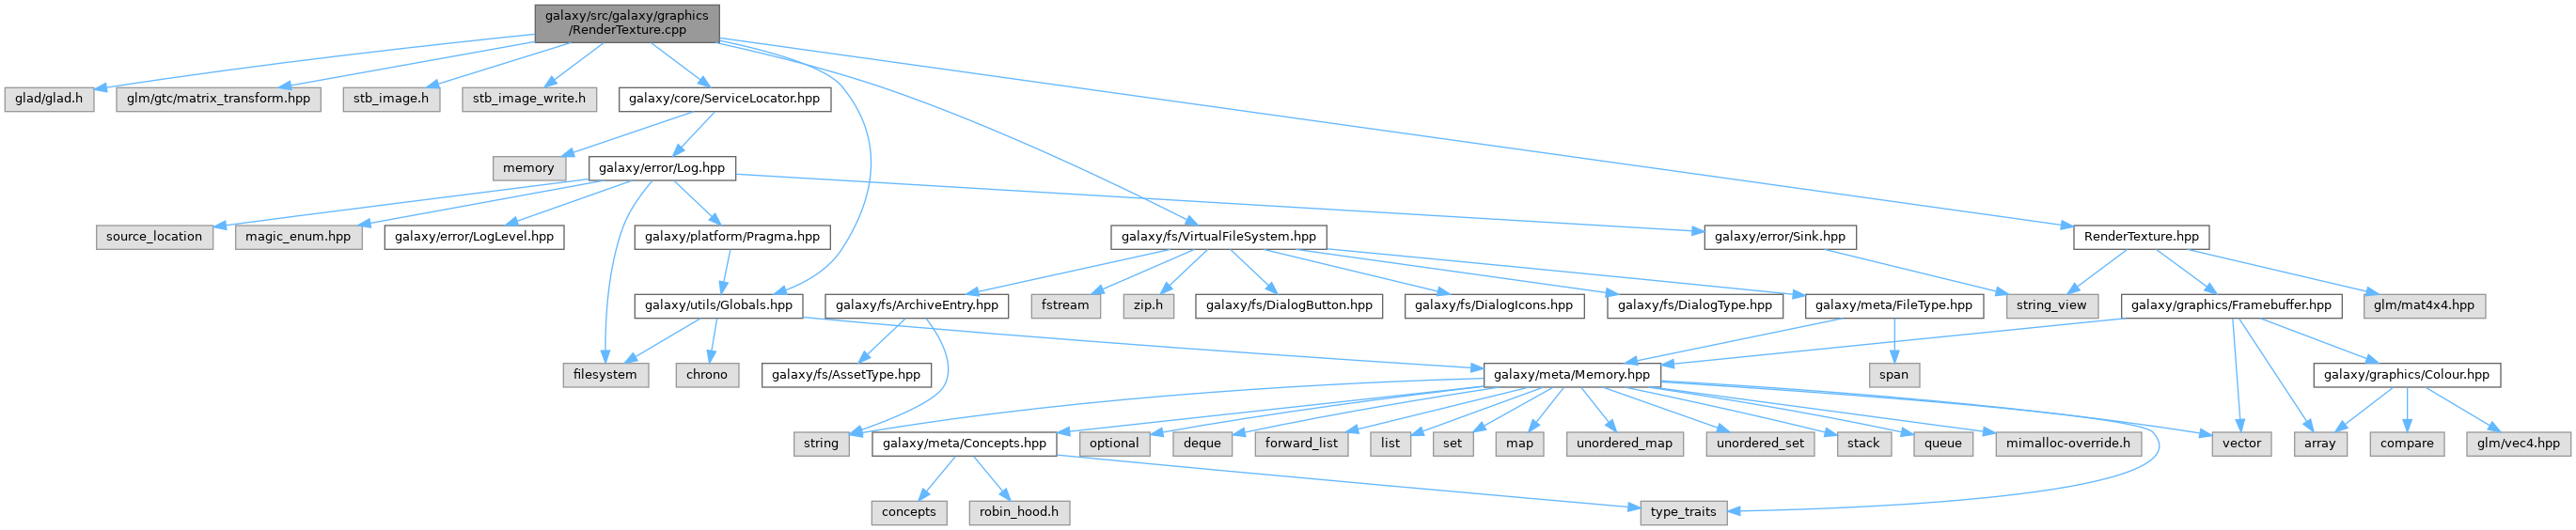 galaxy/src/galaxy/graphics
/RenderTexture.cpp
glad/glad.h
glm/gtc/matrix_transform.hpp
stb_image.h
stb_image_write.h
galaxy/core/ServiceLocator.hpp
memory
galaxy/error/Log.hpp
source_location
magic_enum.hpp
galaxy/error/LogLevel.hpp
galaxy/platform/Pragma.hpp
galaxy/fs/VirtualFileSystem.hpp
galaxy/error/Sink.hpp
RenderTexture.hpp
galaxy/utils/Globals.hpp
galaxy/fs/ArchiveEntry.hpp
fstream
zip.h
galaxy/fs/DialogButton.hpp
galaxy/fs/DialogIcons.hpp
galaxy/fs/DialogType.hpp
galaxy/meta/FileType.hpp
string_view
galaxy/graphics/Framebuffer.hpp
glm/mat4x4.hpp
filesystem
chrono
galaxy/fs/AssetType.hpp
galaxy/meta/Memory.hpp
span
galaxy/graphics/Colour.hpp
string
galaxy/meta/Concepts.hpp
optional
deque
forward_list
list
set
map
unordered_map
unordered_set
stack
queue
mimalloc-override.h
vector
array
compare
glm/vec4.hpp
concepts
robin_hood.h
type_traits